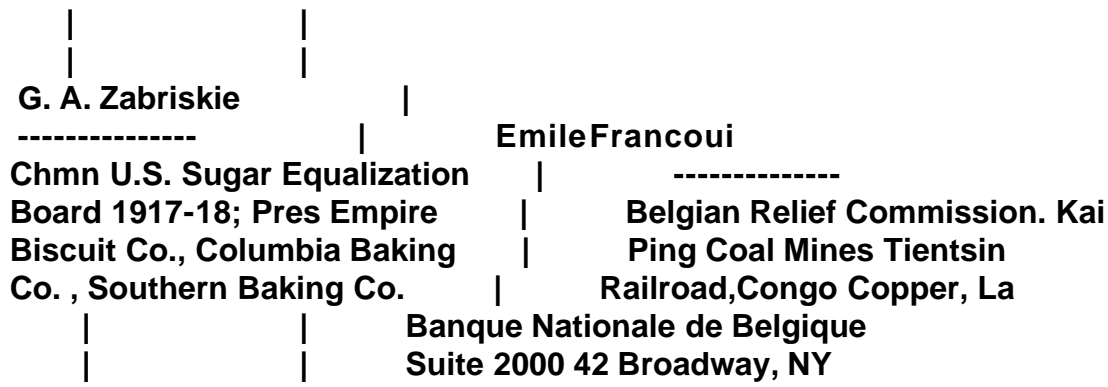 | |
| |
G. A. Zabriskie |
--------------- | EmileFrancoui
Chmn U.S. Sugar Equalization | --------------
Board 1917-18; Pres Empire | Belgian Relief Commission. Kai
Biscuit Co., Columbia Baking | Ping Coal Mines Tientsin
Co. , Southern Baking Co. | Railroad,Congo Copper, La
| | Banque Nationale de Belgique
| | Suite 2000 42 Broadway, NY